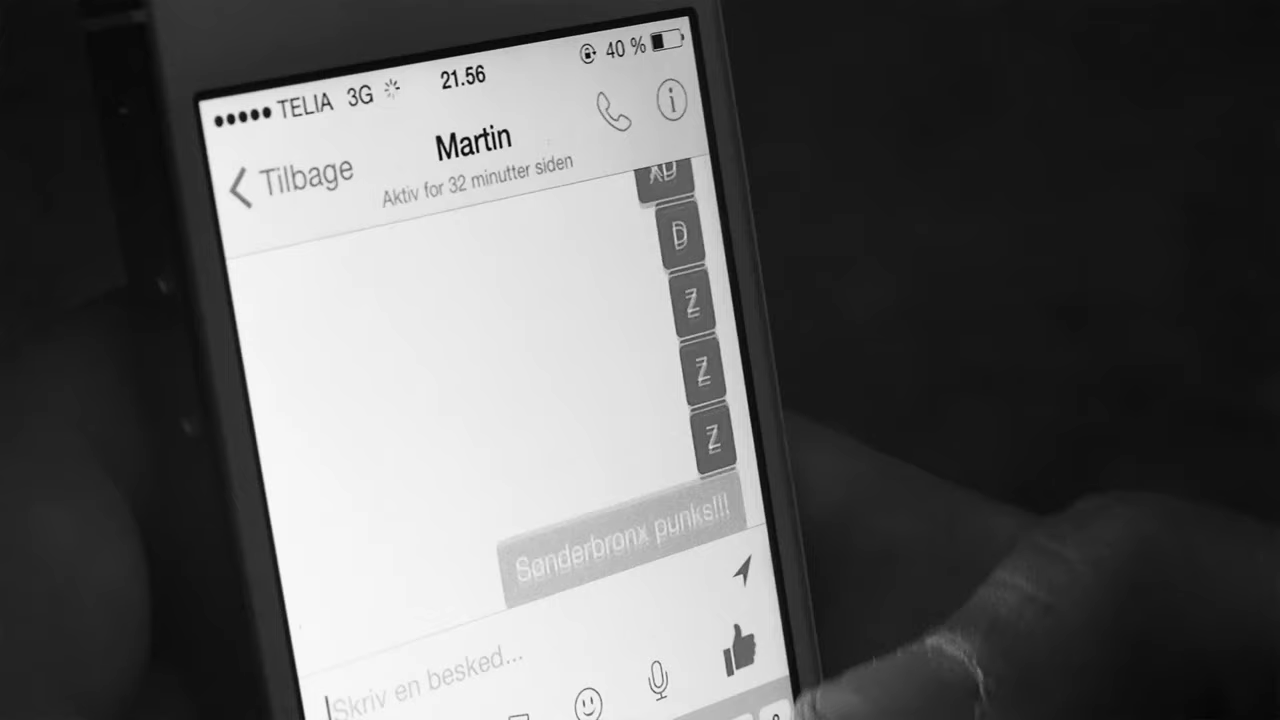 TELIA 3G 21.56 40 %
Tilbage Martin
Aktiv for 32 minutter siden
XD
D
Z
Z
Z
Sønderbronx punks!!!
Skriv en besked...